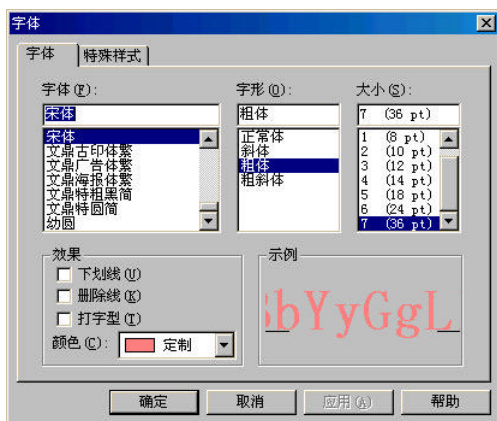 字体
字体 特殊样式
字体(F): 字形(O): 大小(S):
宋体 粗体 7 (36 pt)
宋体 正常体 1 (8 pt)
文鼎古印体繁 斜体 2 (10 pt)
文鼎广告体繁 粗体 3 (12 pt)
文鼎海报体繁 粗斜体 4 (14 pt)
文鼎特粗黑简 5 (18 pt)
文鼎特圆简 6 (24 pt)
幼圆 7 (36 pt)
效果 示例
下划线(U)
删除线(K)
打字型(T)
颜色(C): 定制
bYyGgL
确定 取消 应用(A) 帮助